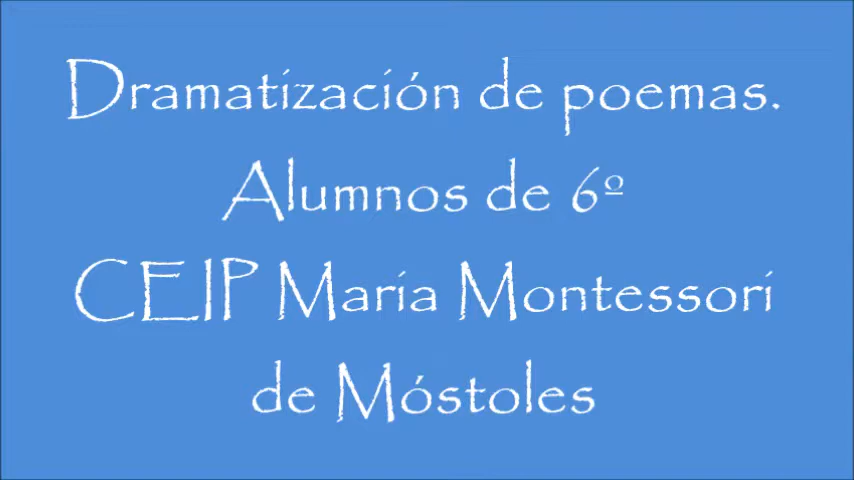 Dramatización de poemas.
Alumnos de 6º
CEIP Maria Montessori
de Móstoles